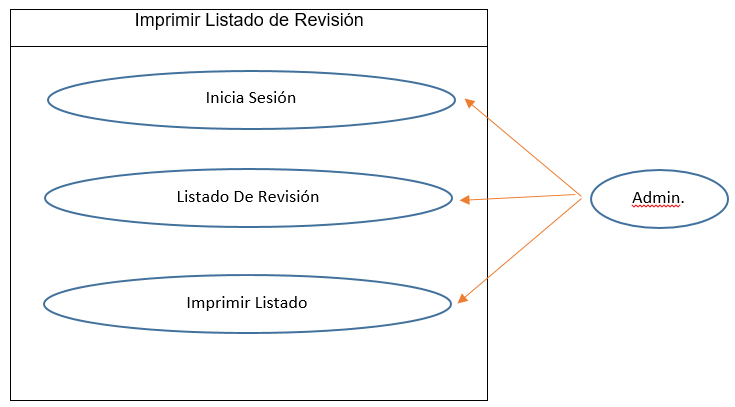 Imprimir Listado de Revisión
Inicia Sesión
Listado De Revisión
Admin.
Imprimir Listado